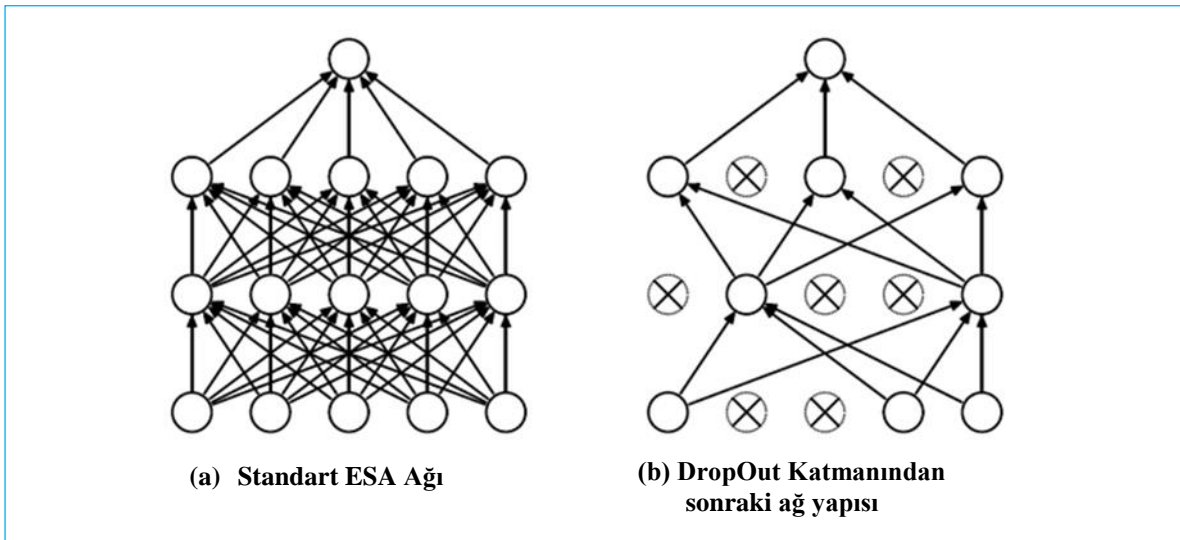 (a) Standart ESA Ağı
(b) DropOut Katmanından
sonraki ağ yapısı